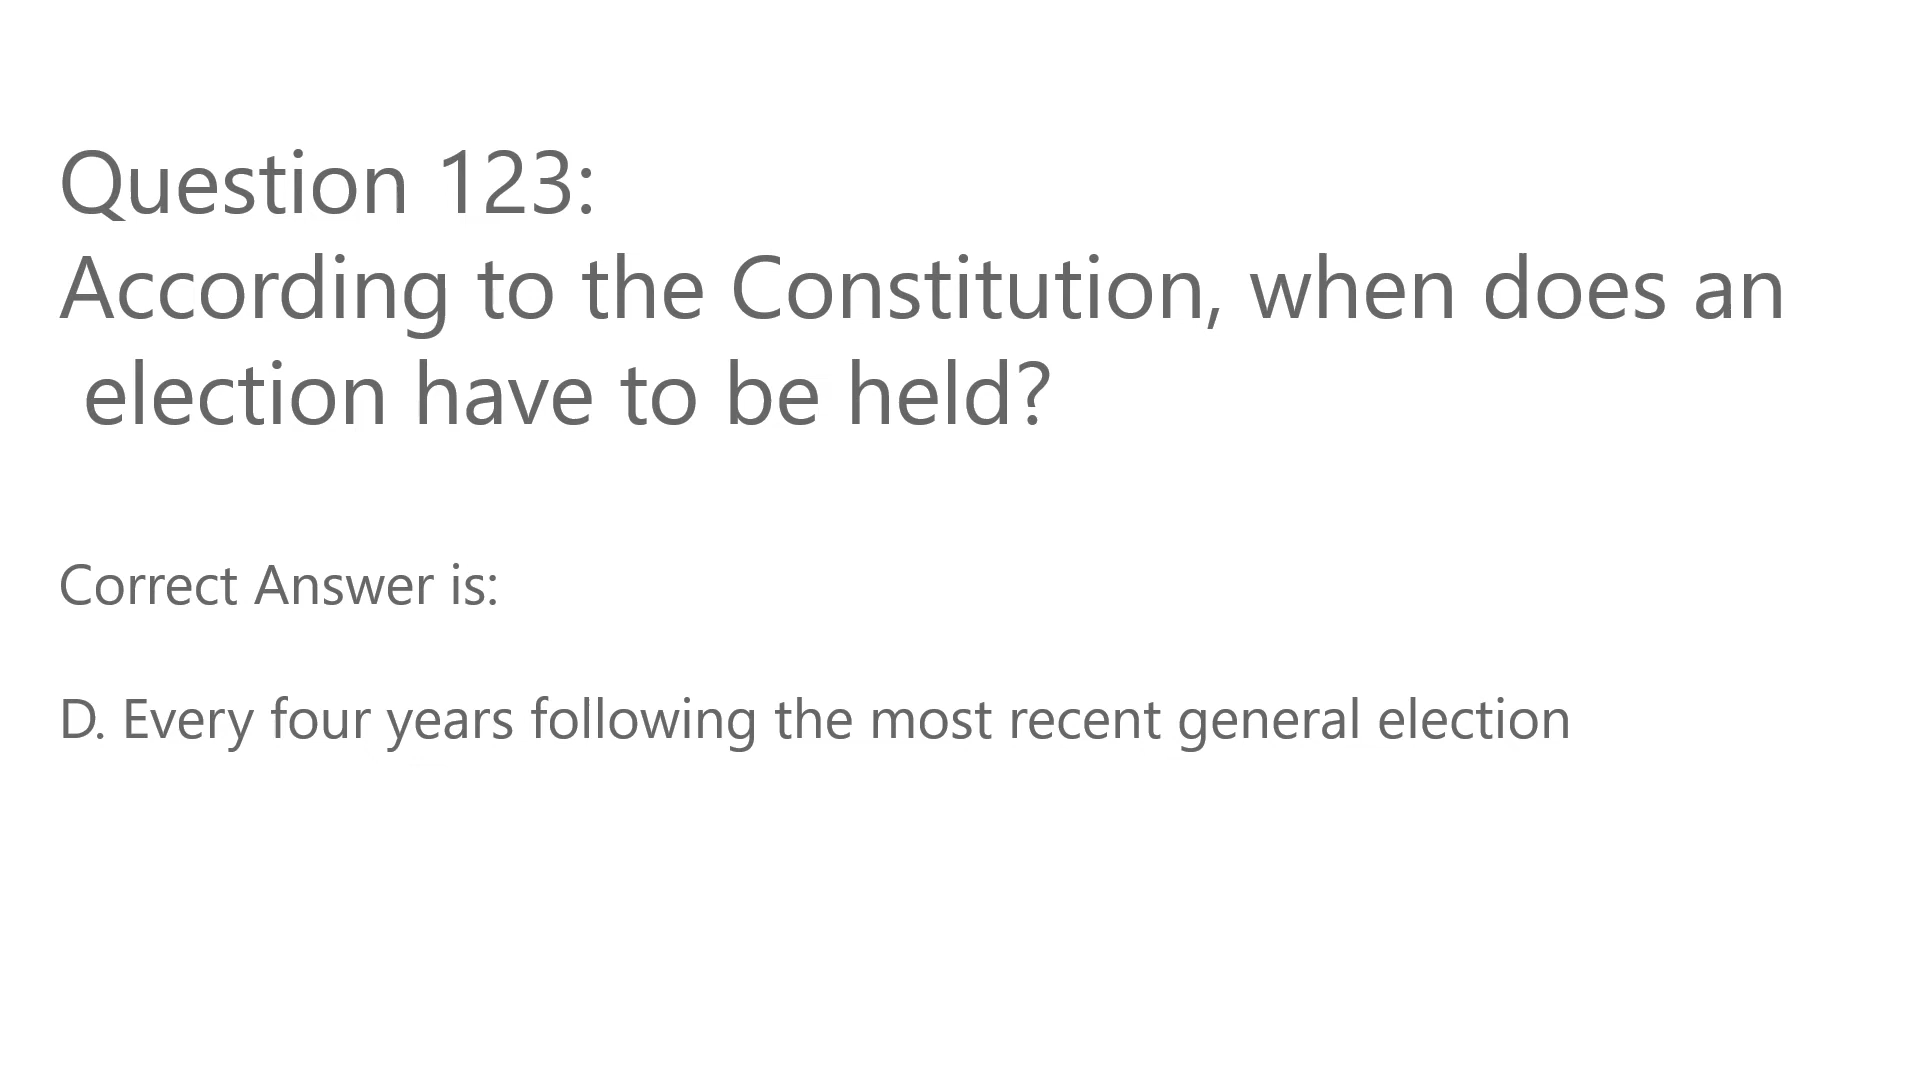 Question 123:
According to the Constitution, when does an
election have to be held?
Correct Answer is:
D. Every four years following the most recent general election